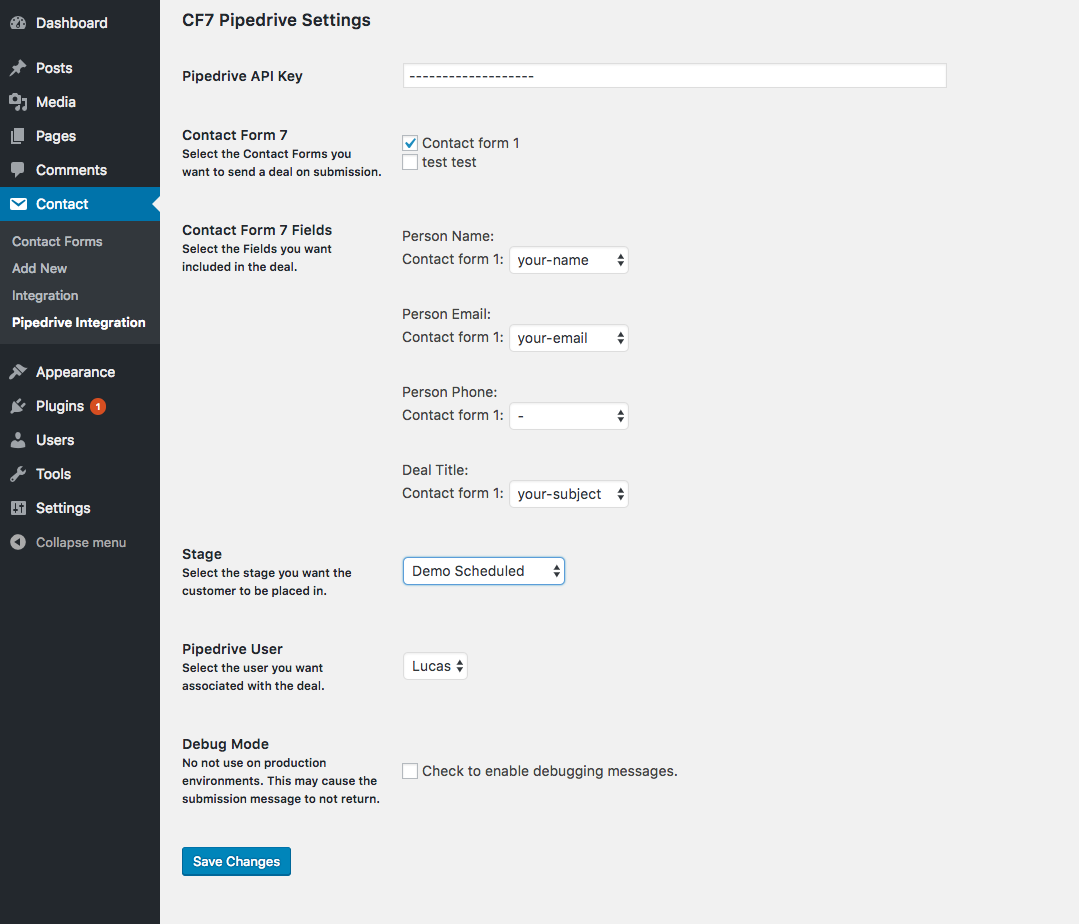 Dashboard
Posts
Media
Pages
Comments
Contact
Contact Forms
Add New
Integration
Pipedrive Integration
Appearance
Plugins 1
Users
Tools
Settings
Collapse menu
CF7 Pipedrive Settings
Pipedrive API Key
-------------------
Contact Form 7
Select the Contact Forms you
want to send a deal on submission.
Contact form 1
test test
Contact Form 7 Fields
Select the Fields you want
included in the deal.
Person Name:
Contact form 1: your-name
Person Email:
Contact form 1: your-email
Person Phone:
Contact form 1: -
Deal Title:
Contact form 1: your-subject
Stage
Select the stage you want the
customer to be placed in.
Demo Scheduled
Pipedrive User
Select the user you want
associated with the deal.
Lucas
Debug Mode
No not use on production
environments. This may cause the
submission message to not return.
Check to enable debugging messages.
Save Changes